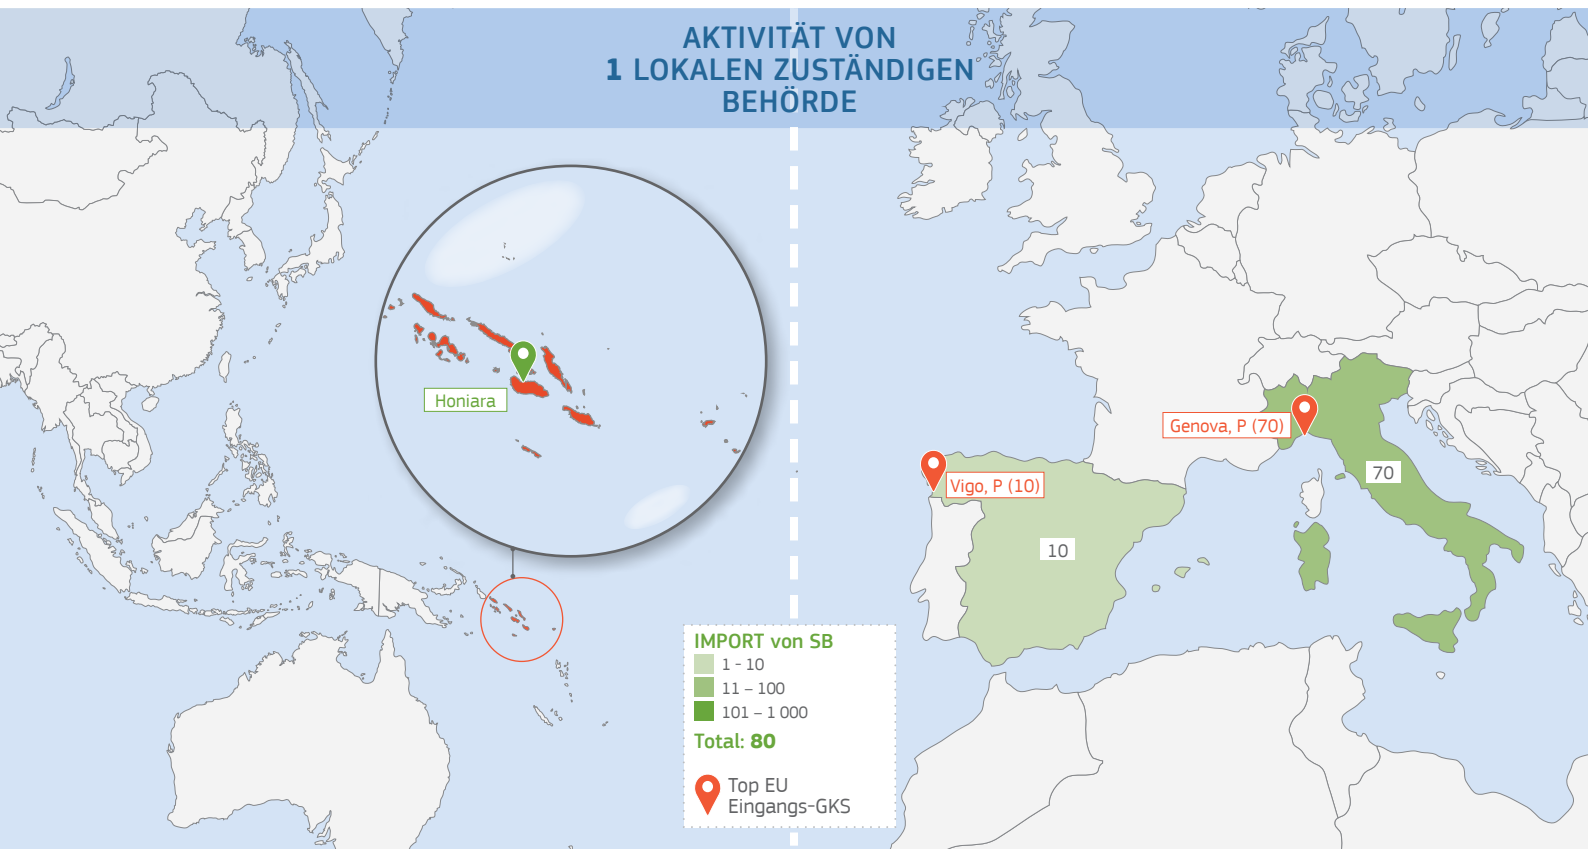 AKTIVITÄT VON
1 LOKALEN ZUSTÄNDIGEN
BEHÖRDE
Honiara
Genova, P (70)
70
Vigo, P (10)
10
IMPORT von SB
1 - 10
11 – 100
101 – 1 000
Total: 80
Top EU
Eingangs-GKS